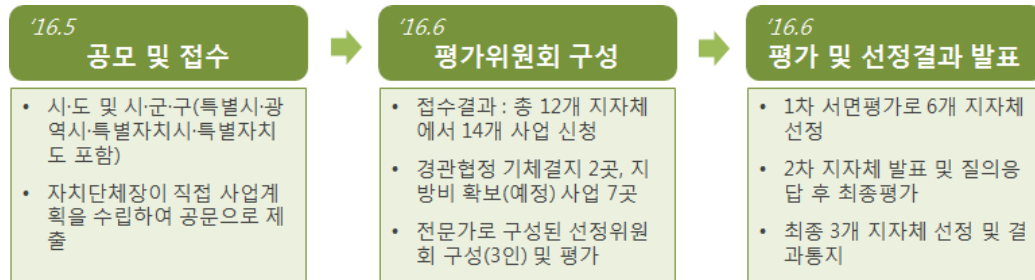 '16.5
공모 및 접수
• 시·도 및 시·군·구(특별시·광
역시·특별자치시·특별자치
도 포함)
• 자치단체장이 직접 사업계
획을 수립하여 공문으로 제
출
'16.6
평가위원회 구성
• 접수결과 : 총 12개 지자체
에서 14개 사업 신청
• 경관협정 기체결지 2곳, 지
방비 확보(예정) 사업 7곳
• 전문가로 구성된 선정위원
회 구성(3인) 및 평가
'16.6
평가 및 선정결과 발표
• 1차 서면평가로 6개 지자체
선정
• 2차 지자체 발표 및 질의응
답 후 최종평가
• 최종 3개 지자체 선정 및 결
과통지